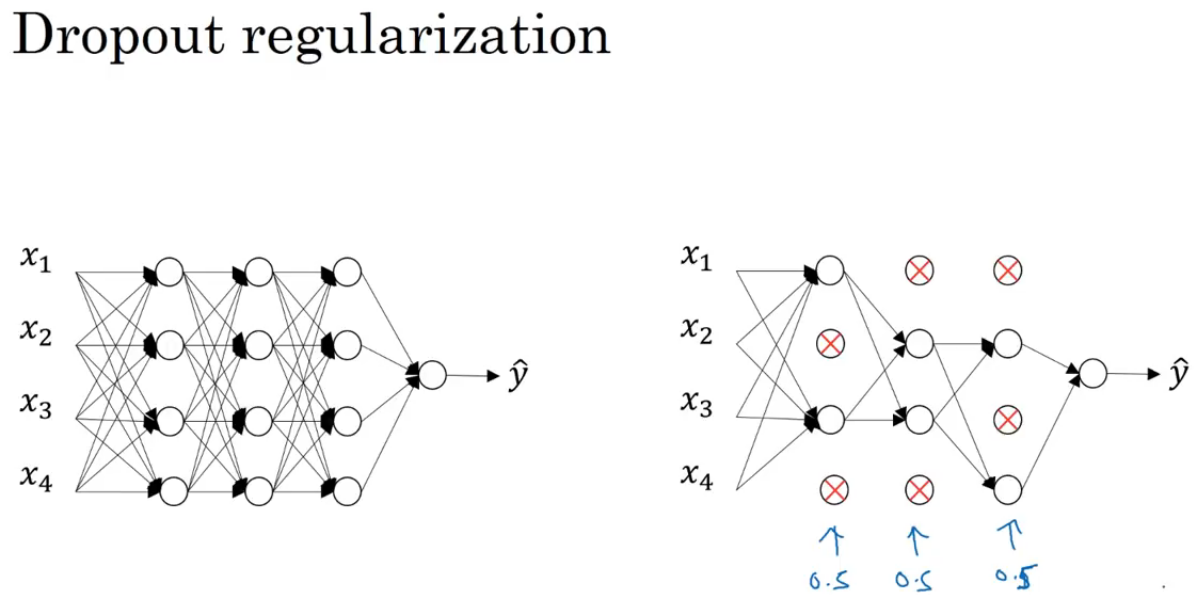 Dropout regularization
x₁
x₂
x₃
x₄
ŷ
x₁
x₂
x₃
x₄
ŷ
0.5 0.5 0.5